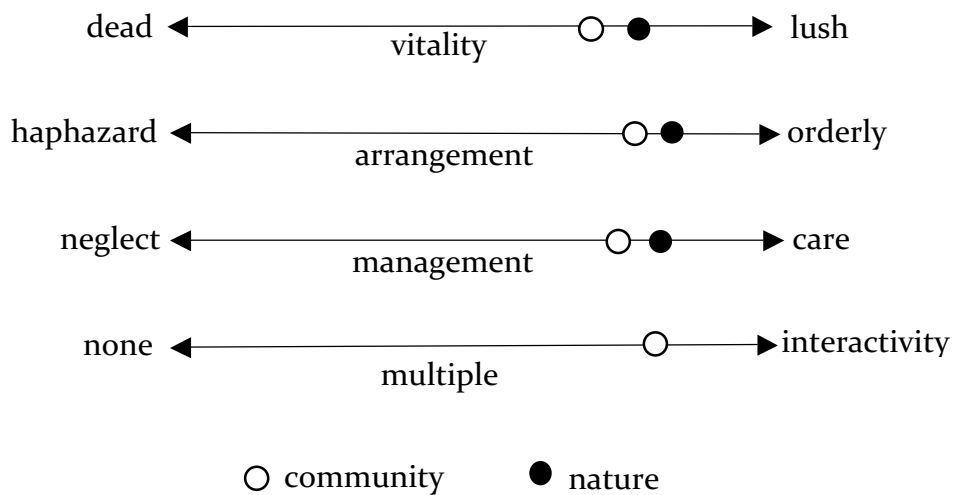 dead lush
vitality
haphazard orderly
arrangement
neglect care
management
none interactivity
multiple
community nature